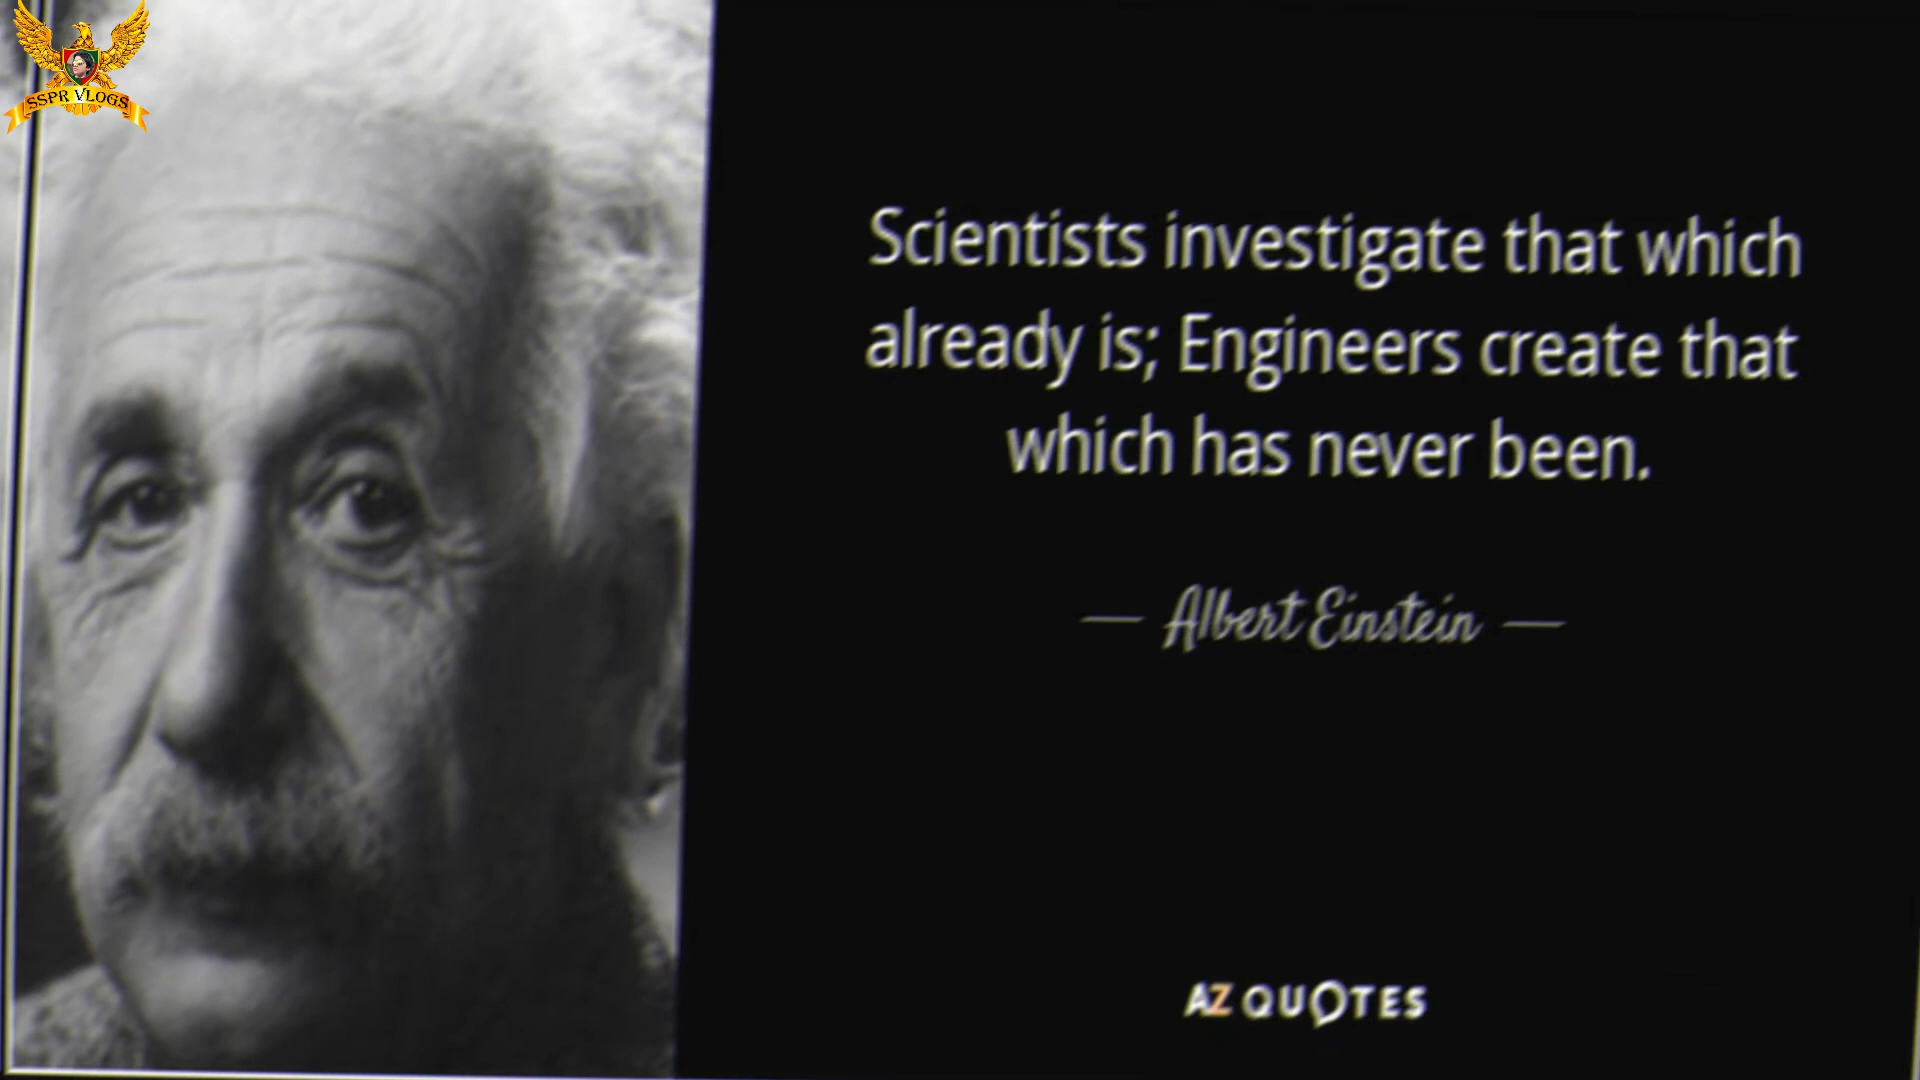 SSPR VLOGS
Scientists investigate that which
already is; Engineers create that
which has never been.
— Albert Einstein —
AZ QUOTES